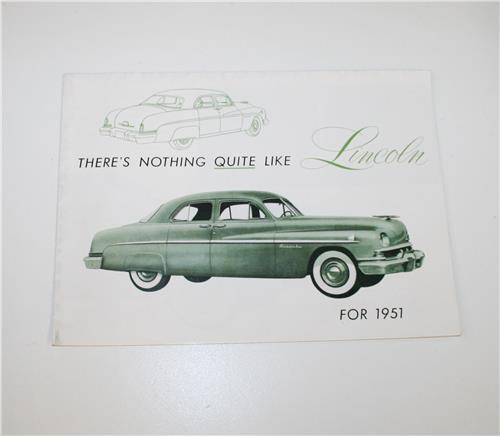 THERE'S NOTHING QUITE LIKE Lincoln
FOR 1951